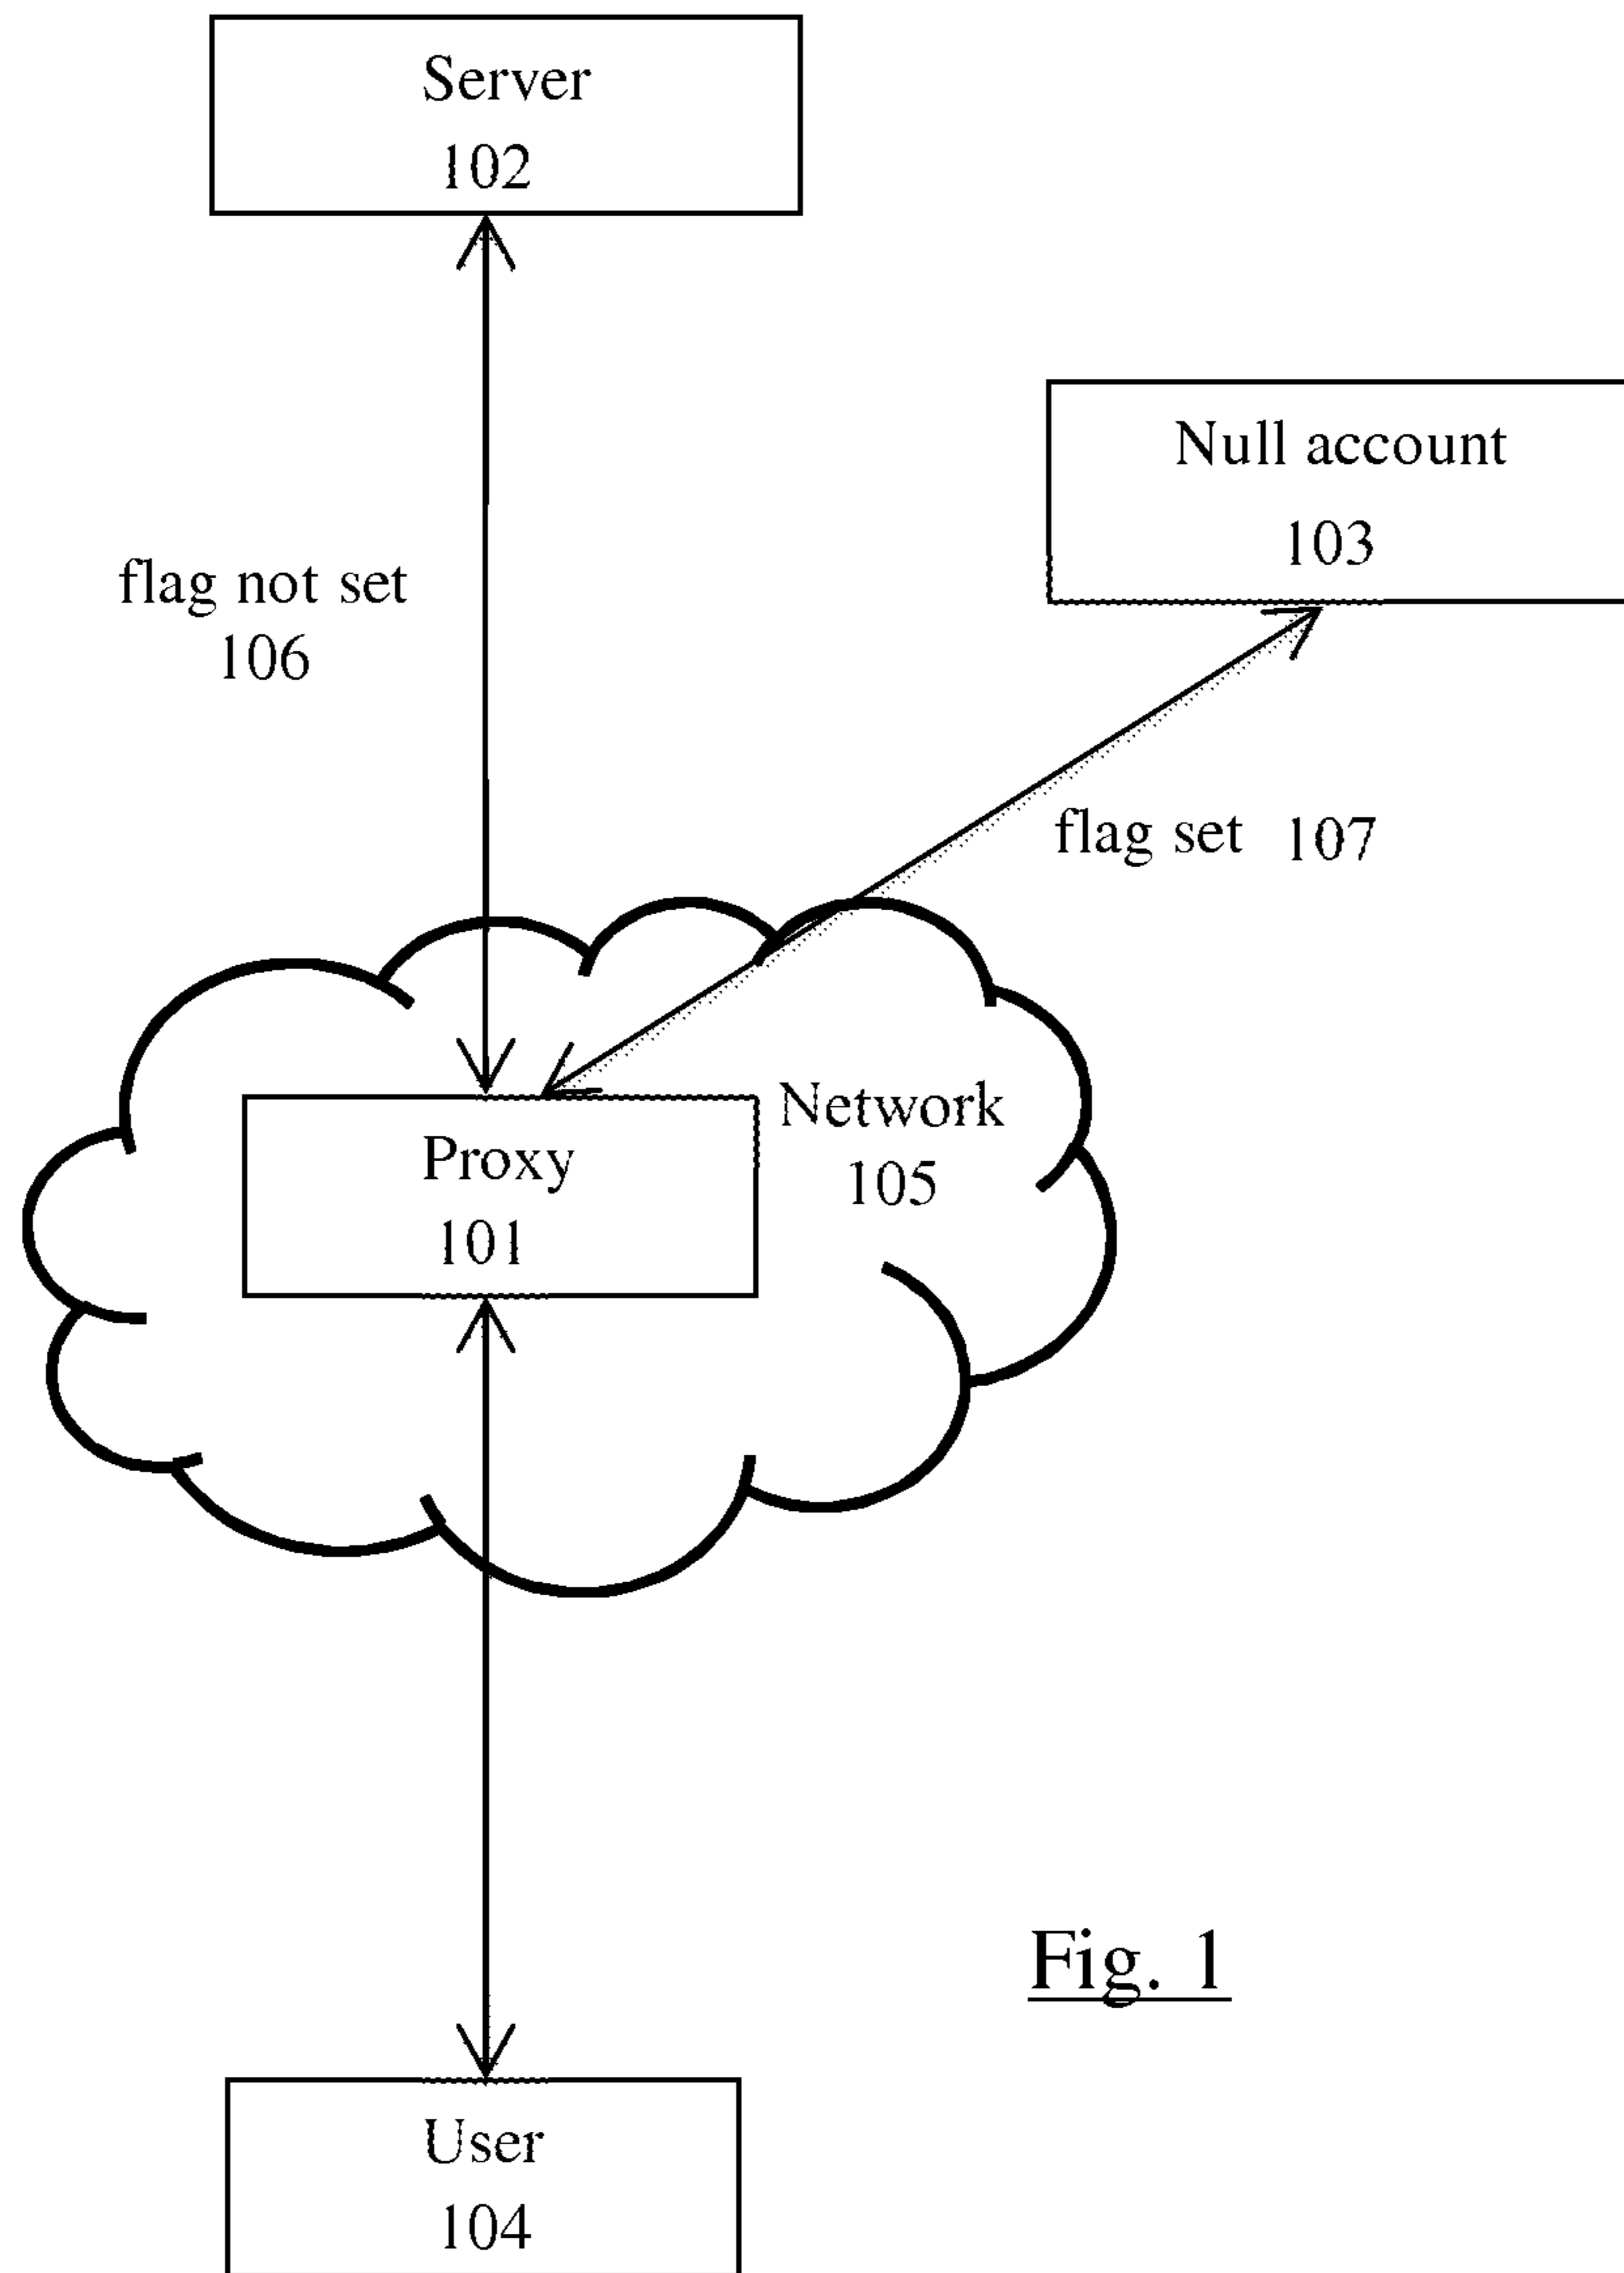 Server
102
Null account
103
flag not set
106
flag set 107
Network
105
Proxy
101
Fig. 1
User
104